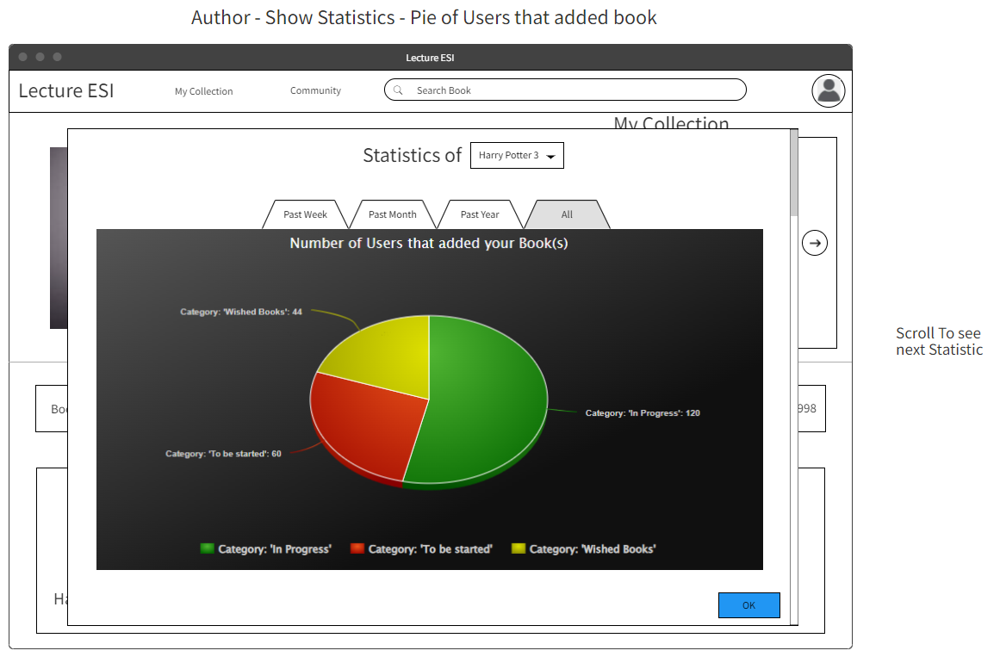 Author - Show Statistics - Pie of Users that added book
Lecture ESI
Lecture ESI
My Collection
Community
Search Book
My Collection
Statistics of
Harry Potter 3
Past Week
Past Month
Past Year
All
Number of Users that added your Book(s)
Category: 'Wished Books': 44
Category: 'In Progress': 120
Category: 'To be started': 60
Category: 'In Progress'
Category: 'To be started'
Category: 'Wished Books'
Scroll To see
next Statistic
998
OK